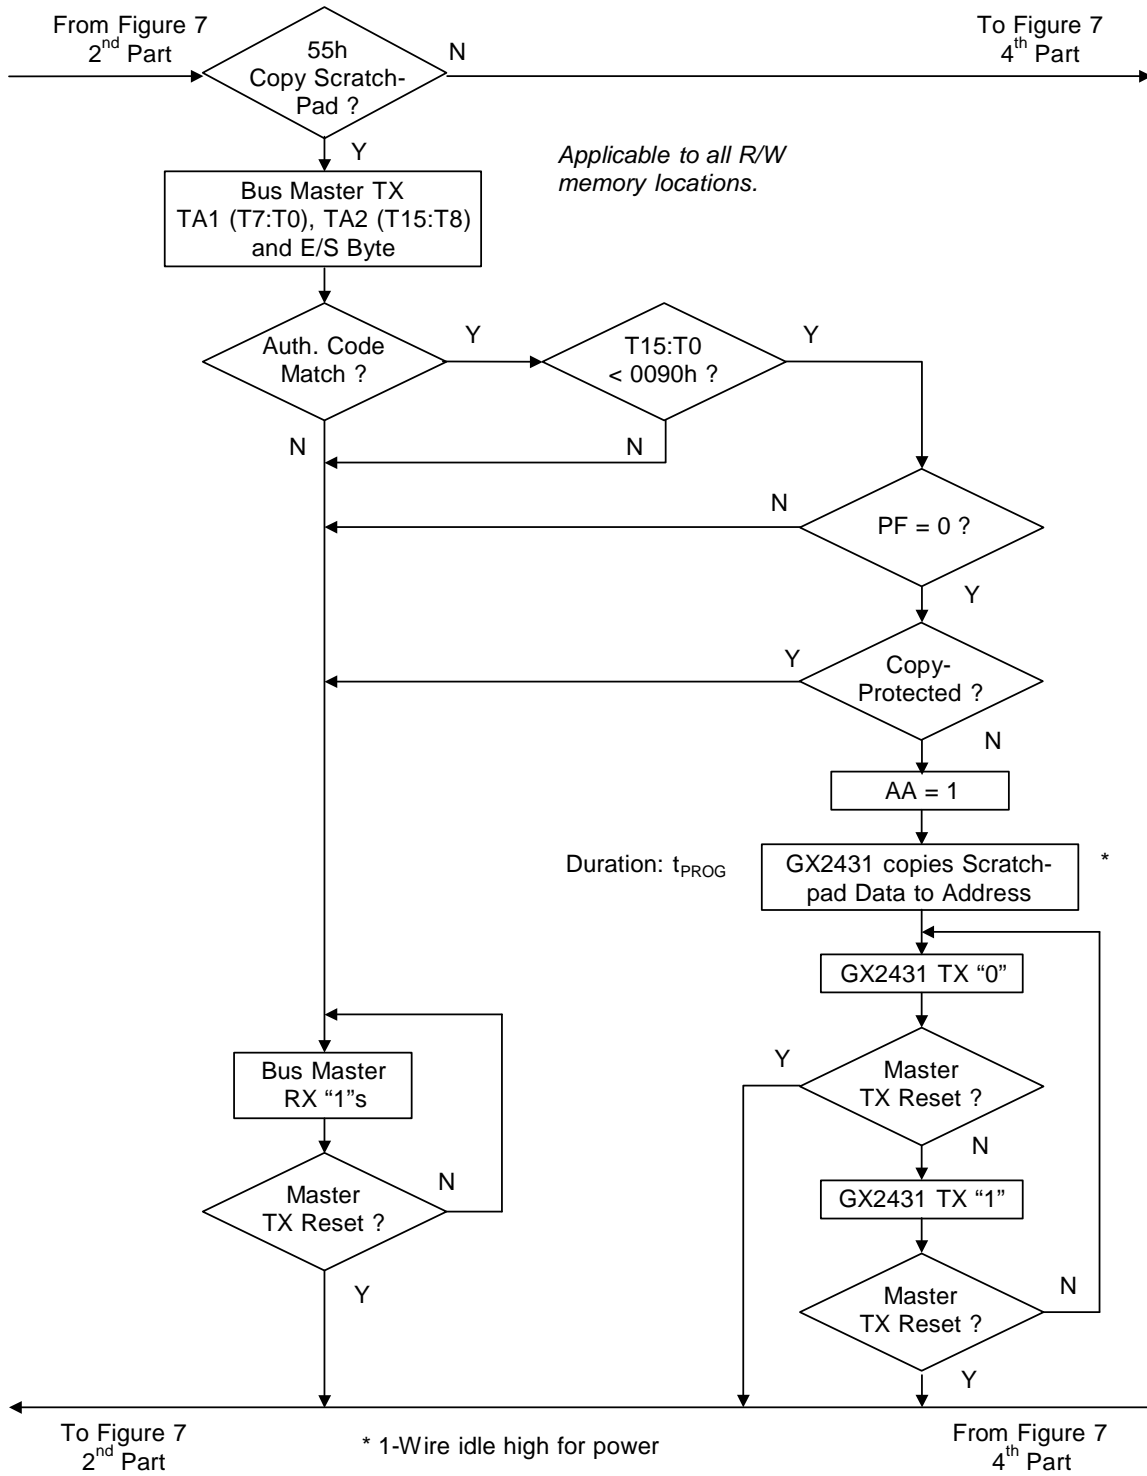 From Figure 7
2nd Part
55h
Copy Scratch-
Pad ?
N
To Figure 7
4th Part
Y
Applicable to all R/W
memory locations.
Bus Master TX
TA1 (T7:T0), TA2 (T15:T8)
and E/S Byte
Auth. Code
Match ?
Y
T15:T0
< 0090h ?
Y
N
N
PF = 0 ?
N
Y
Copy-
Protected ?
Y
N
AA = 1
Duration: tPROG
GX2431 copies Scratch-
pad Data to Address
*
GX2431 TX “0”
Master
TX Reset ?
Y
N
GX2431 TX “1”
Master
TX Reset ?
N
Y
Bus Master
RX “1”s
Master
TX Reset ?
N
Y
To Figure 7
2nd Part
* 1-Wire idle high for power
From Figure 7
4th Part